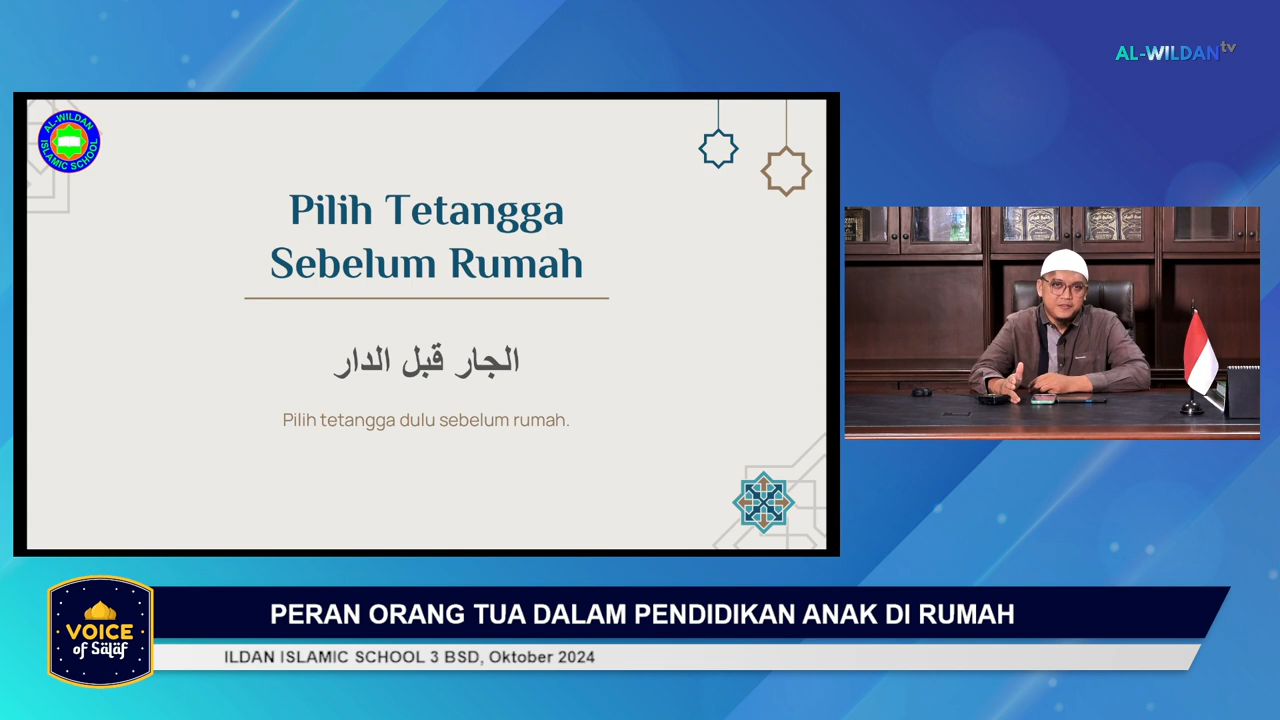 AL-WILDAN tv
AL-WILDAN
ISLAMIC SCHOOL
Pilih Tetangga
Sebelum Rumah
الجار قبل الدار
Pilih tetangga dulu sebelum rumah.
VOICE
of Salaf
PERAN ORANG TUA DALAM PENDIDIKAN ANAK DI RUMAH
ILDAN ISLAMIC SCHOOL 3 BSD, Oktober 2024